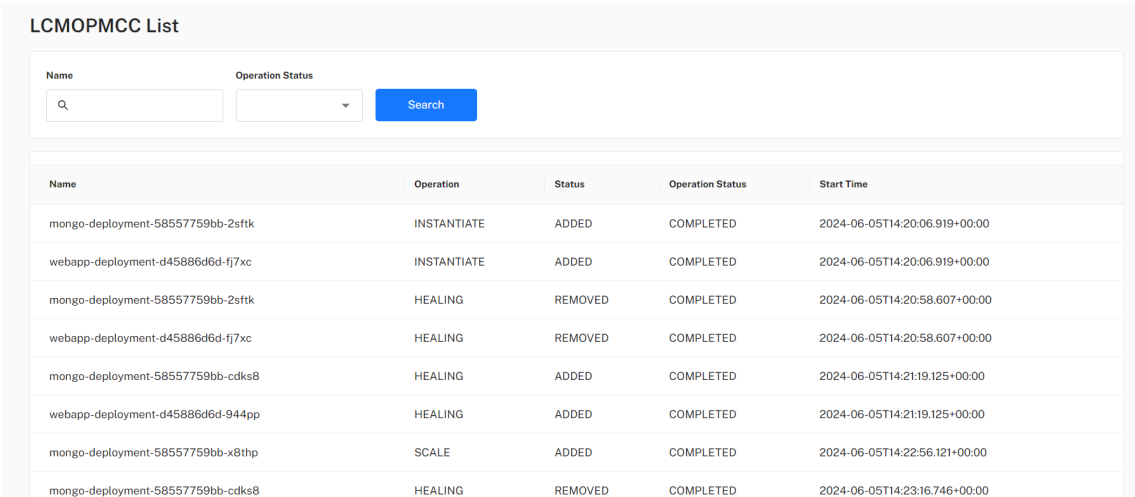 LCMOPMCC List
Name Operation Status
Search
Name Operation Status Operation Status Start Time
mongo-deployment-58557759bb-2sftk INSTANTIATE ADDED COMPLETED 2024-06-05T14:20:06.919+00:00
webapp-deployment-d45886d6d-fj7xc INSTANTIATE ADDED COMPLETED 2024-06-05T14:20:06.919+00:00
mongo-deployment-58557759bb-2sftk HEALING REMOVED COMPLETED 2024-06-05T14:20:58.607+00:00
webapp-deployment-d45886d6d-fj7xc HEALING REMOVED COMPLETED 2024-06-05T14:20:58.607+00:00
mongo-deployment-58557759bb-cdks8 HEALING ADDED COMPLETED 2024-06-05T14:21:19.125+00:00
webapp-deployment-d45886d6d-944pp HEALING ADDED COMPLETED 2024-06-05T14:21:19.125+00:00
mongo-deployment-58557759bb-x8thp SCALE ADDED COMPLETED 2024-06-05T14:22:56.121+00:00
mongo-deployment-58557759bb-cdks8 HEALING REMOVED COMPLETED 2024-06-05T14:23:16.746+00:00